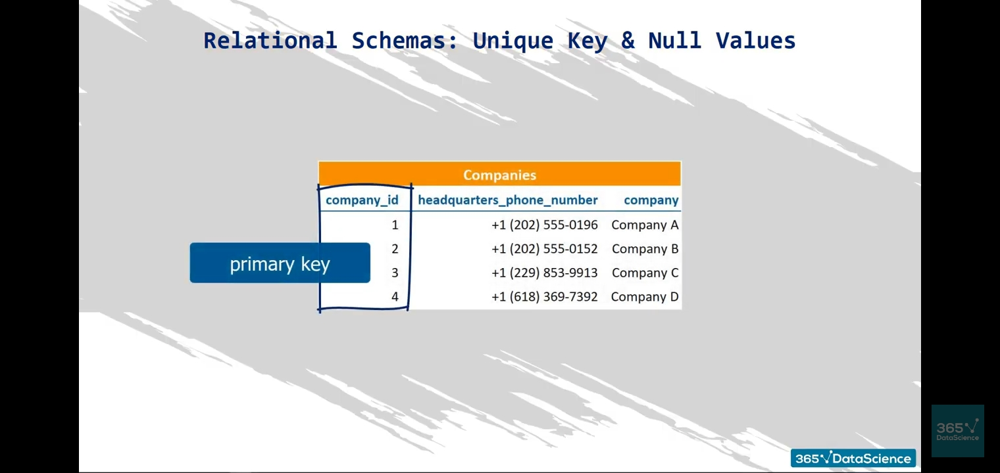 Relational Schemas: Unique Key & Null Values
Companies
company_id headquarters_phone_number company
1 +1 (202) 555-0196 Company A
2 +1 (202) 555-0152 Company B
primary key
3 +1 (229) 853-9913 Company C
4 +1 (618) 369-7392 Company D
365
DataScience
365 DataScience